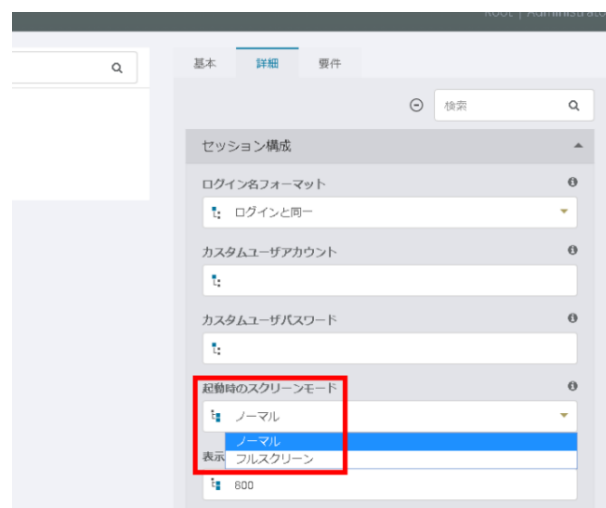 Root | Administrato
基本 詳細 要件
検索
セッション構成
ログイン名フォーマット
ログインと同一
カスタムユーザアカウント
カスタムユーザパスワード
起動時のスクリーンモード
ノーマル
ノーマル
表示
フルスクリーン
600